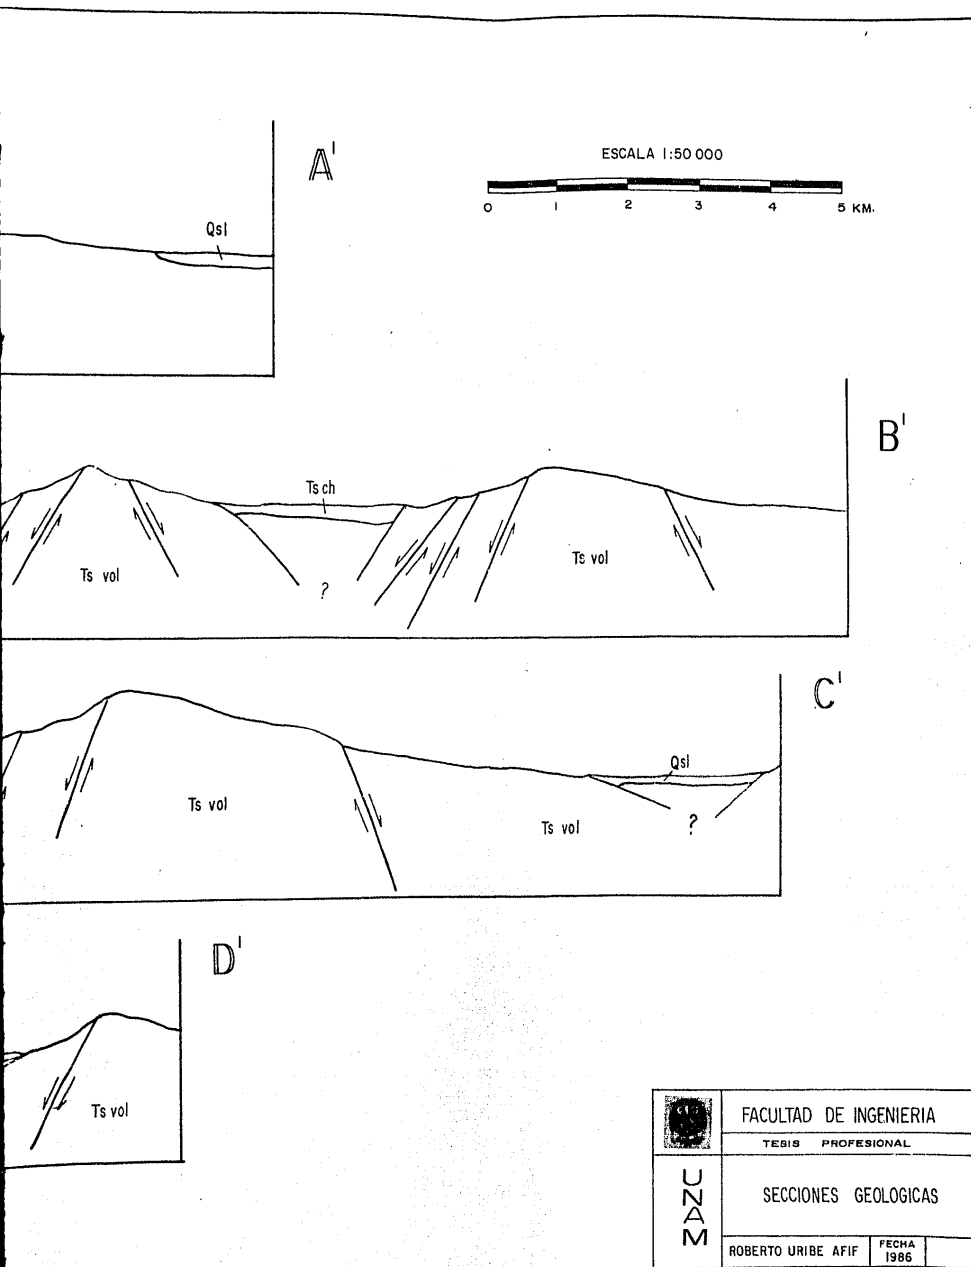 A'
ESCALA 1:50 000
0 1 2 3 4 5 KM.
Qsl
B'
Ts ch
Ts vol
?
Ts vol
C'
Qsl
Ts vol
Ts vol
?
D'
Ts vol
FACULTAD DE INGENIERIA
TESIS PROFESIONAL
UNAM
SECCIONES GEOLOGICAS
ROBERTO URIBE AFIF
FECHA
1986